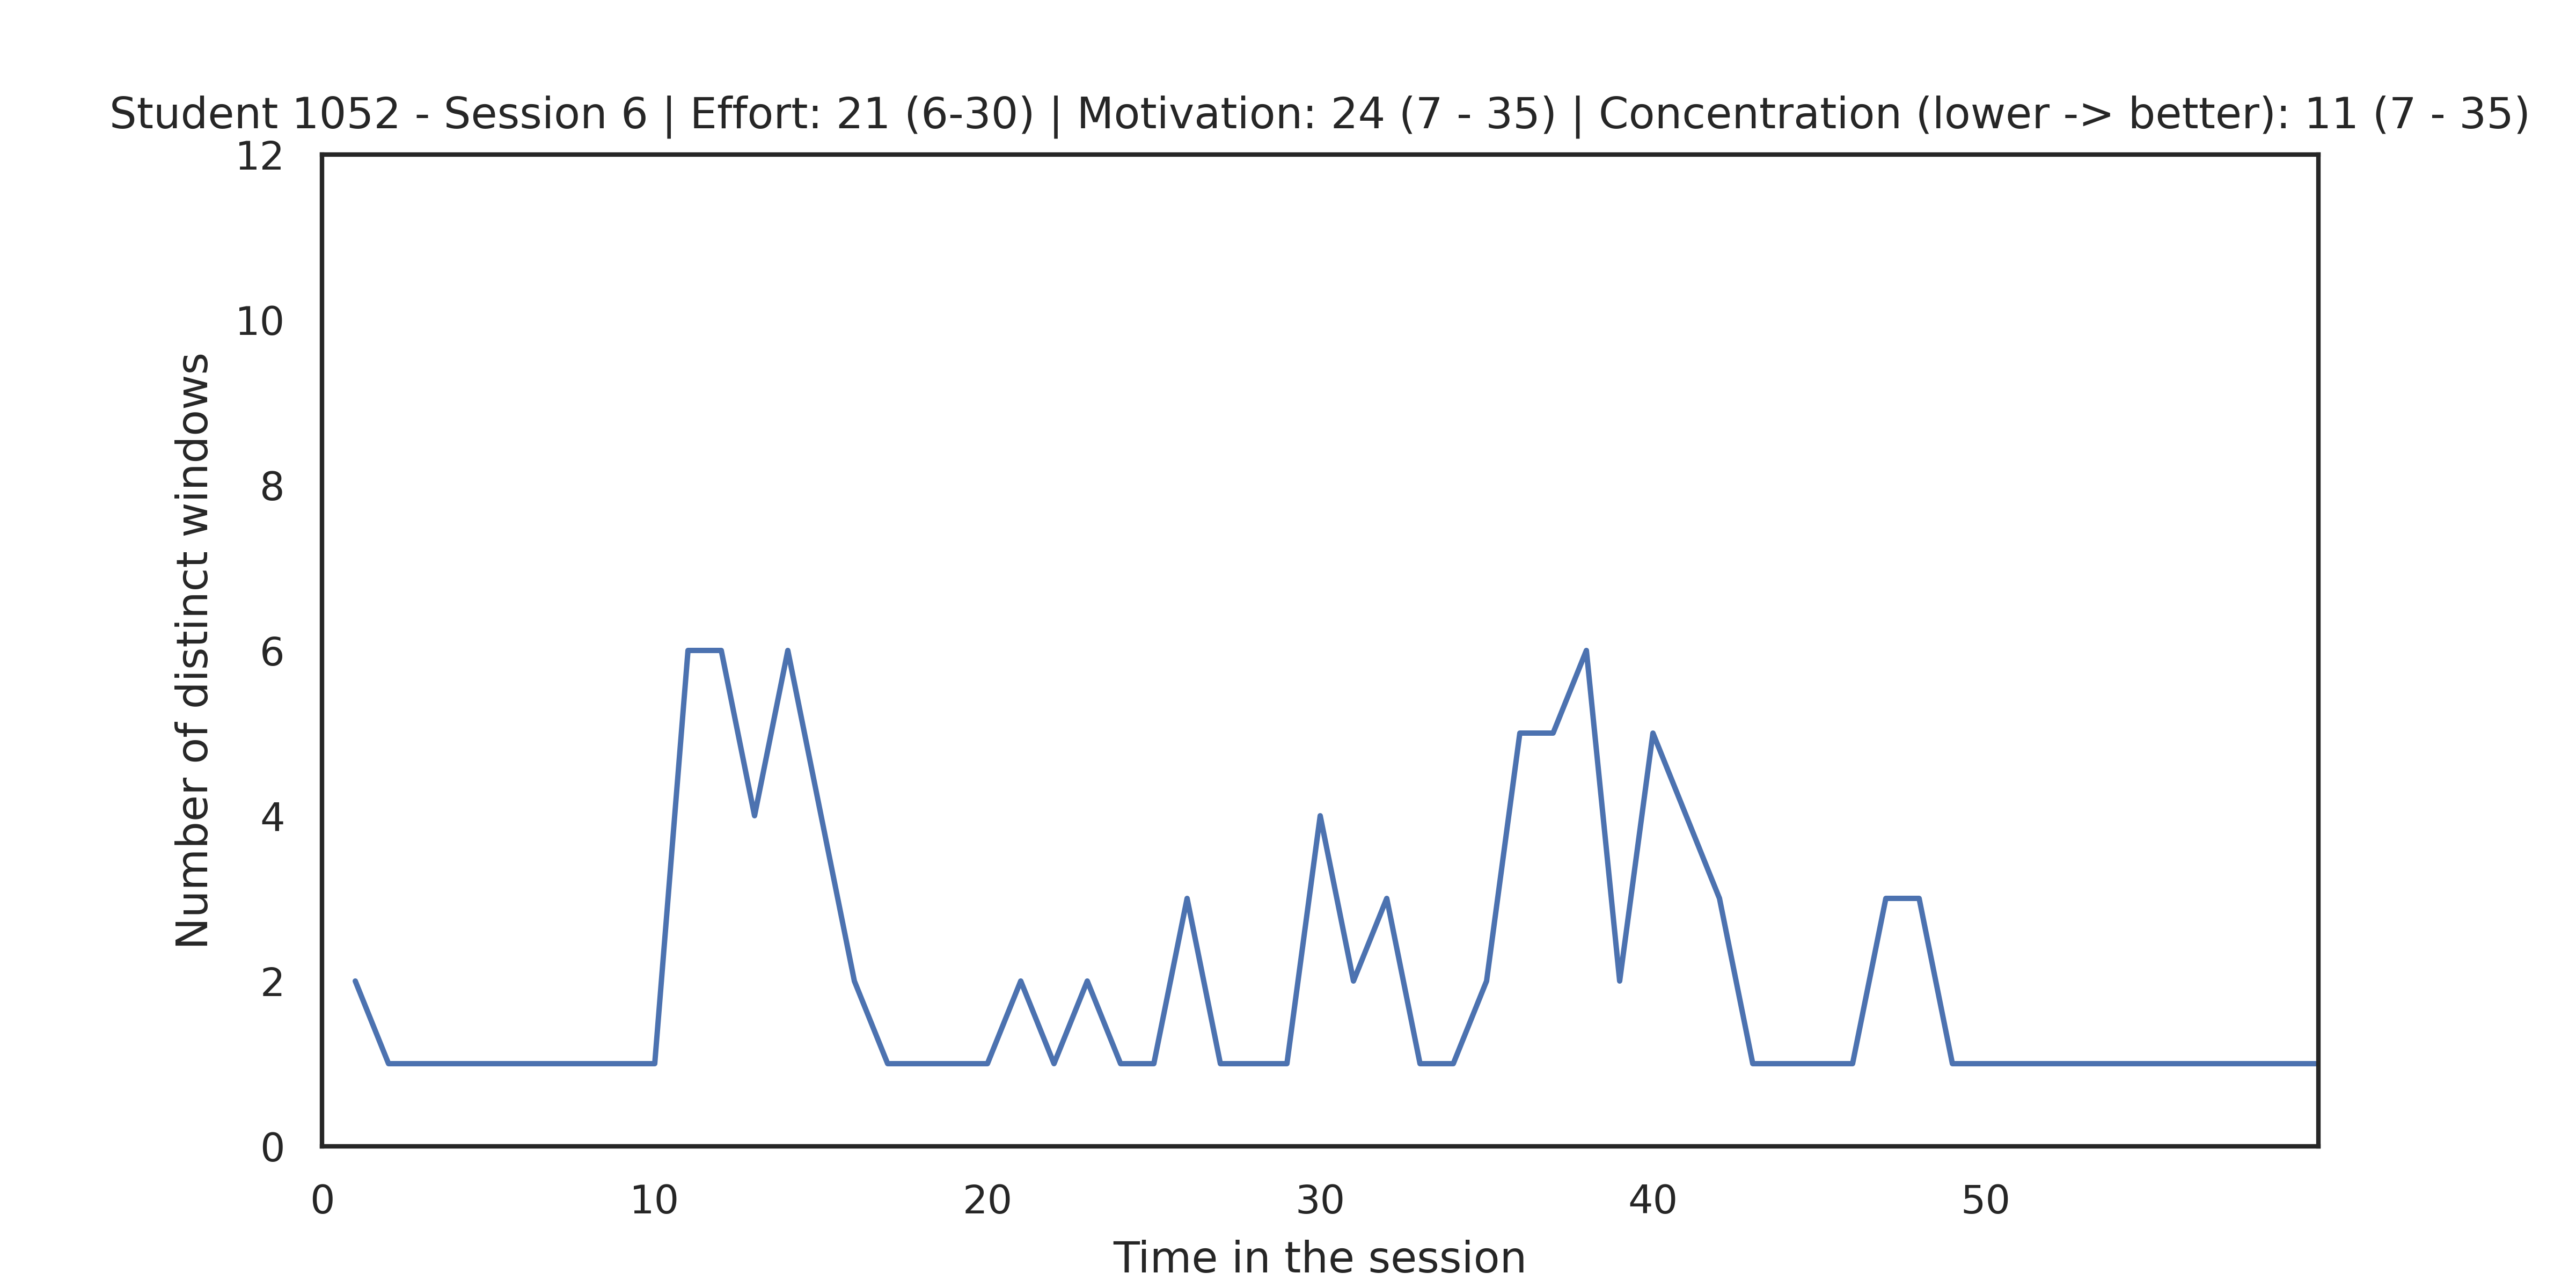 Student 1052 - Session 6 | Effort: 21 (6-30) | Motivation: 24 (7 - 35) | Concentration (lower -> better): 11 (7 - 35)
12
10
8
6
4
2
0
Number of distinct windows
0 10 20 30 40 50
Time in the session